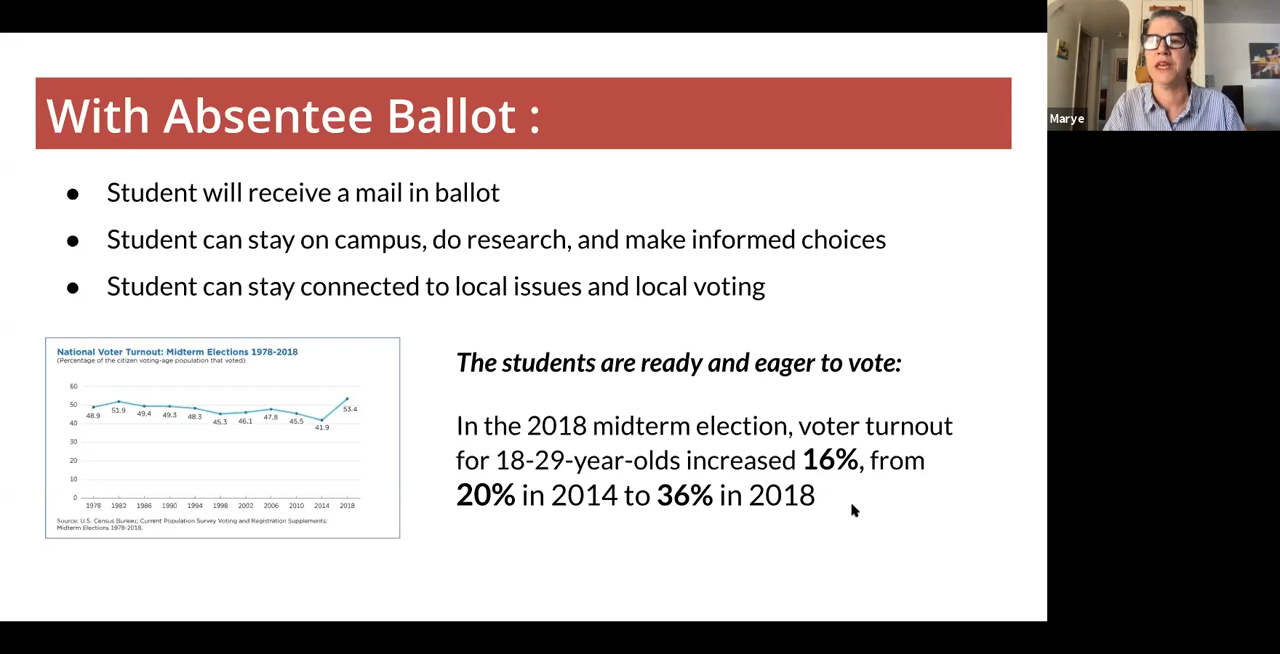 With Absentee Ballot :
Marye
● Student will receive a mail in ballot
● Student can stay on campus, do research, and make informed choices
● Student can stay connected to local issues and local voting
National Voter Turnout: Midterm Elections 1978-2018
(Percentage of the citizen voting-age population that voted)
60
50
40
30
20
10
0
48.9 51.9 49.4 49.3 48.3 45.3 46.1 47.8 45.5 41.9 53.4
1978 1982 1986 1990 1994 1998 2002 2006 2010 2014 2018
Source: U.S. Census Bureau, Current Population Survey Voting and Registration Supplements:
Midterm Elections 1978-2018.
The students are ready and eager to vote:
In the 2018 midterm election, voter turnout
for 18-29-year-olds increased 16%, from
20% in 2014 to 36% in 2018